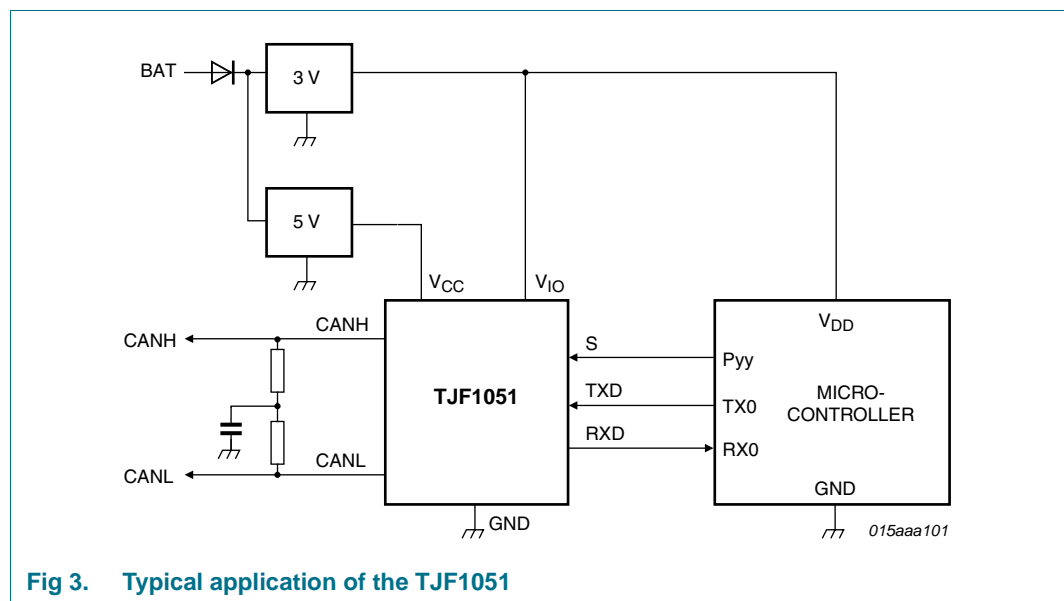 BAT
3 V
5 V
VCC
VIO
CANH
CANH
CANL
CANL
TJF1051
GND
S
TXD
RXD
VDD
Pyy
TX0
RX0
MICRO-
CONTROLLER
GND
015aaa101
Fig 3. Typical application of the TJF1051